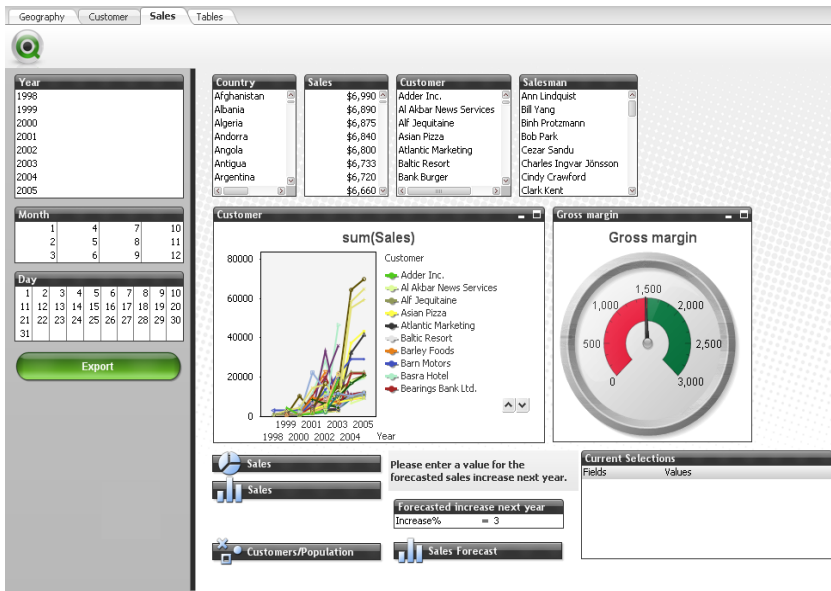 Geography Customer Sales Tables
Year
1998
1999
2000
2001
2002
2003
2004
2005
Month
1 4 7 10
2 5 8 11
3 6 9 12
Day
1 2 3 4 5 6 7 8 9 10
11 12 13 14 15 16 17 18 19 20
21 22 23 24 25 26 27 28 29 30
31
Export
Country
Afghanistan
Albania
Algeria
Andorra
Angola
Antigua
Argentina
Sales
$6,990
$6,890
$6,875
$6,840
$6,800
$6,733
$6,720
$6,660
Customer
Adder Inc.
Al Akbar News Services
Alf Jequitaine
Asian Pizza
Atlantic Marketing
Baltic Resort
Bank Burger
Salesman
Ann Lindquist
Bill Yang
Binh Protzmann
Bob Park
Cezar Sandu
Charles Ingvar Jönsson
Cindy Crawford
Clark Kent
Customer
sum(Sales)
80000
60000
40000
20000
0
1999 2001 2003 2005
1998 2000 2002 2004 Year
Customer
Adder Inc.
Al Akbar News Services
Alf Jequitaine
Asian Pizza
Atlantic Marketing
Baltic Resort
Barley Foods
Barn Motors
Basra Hotel
Bearings Bank Ltd.
Gross margin
Gross margin
0
500
1,000
1,500
2,000
2,500
3,000
Sales
Sales
Customers/Population
Please enter a value for the
forecasted sales increase next year.
Forecasted increase next year
Increase% = 3
Sales Forecast
Current Selections
Fields Values